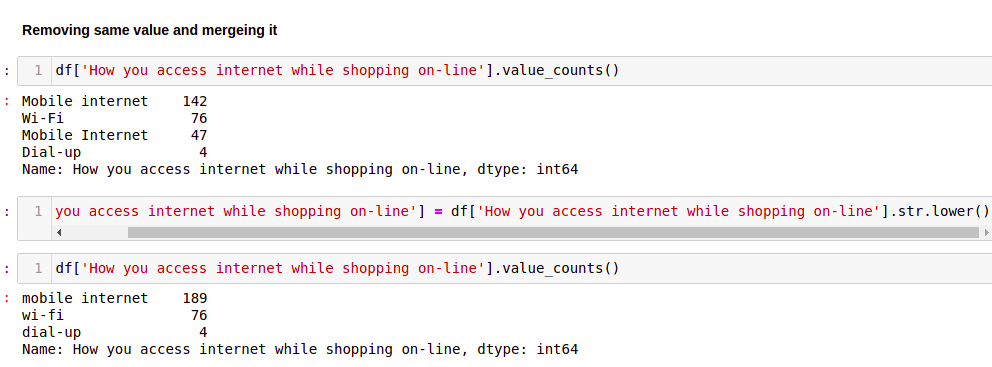 Removing same value and mergeing it
: 1 df['How you access internet while shopping on-line'].value_counts()
: Mobile internet    142
Wi-Fi               76
Mobile Internet     47
Dial-up              4
Name: How you access internet while shopping on-line, dtype: int64
: 1 you access internet while shopping on-line'] = df['How you access internet while shopping on-line'].str.lower()
: 1 df['How you access internet while shopping on-line'].value_counts()
: mobile internet    189
wi-fi               76
dial-up              4
Name: How you access internet while shopping on-line, dtype: int64